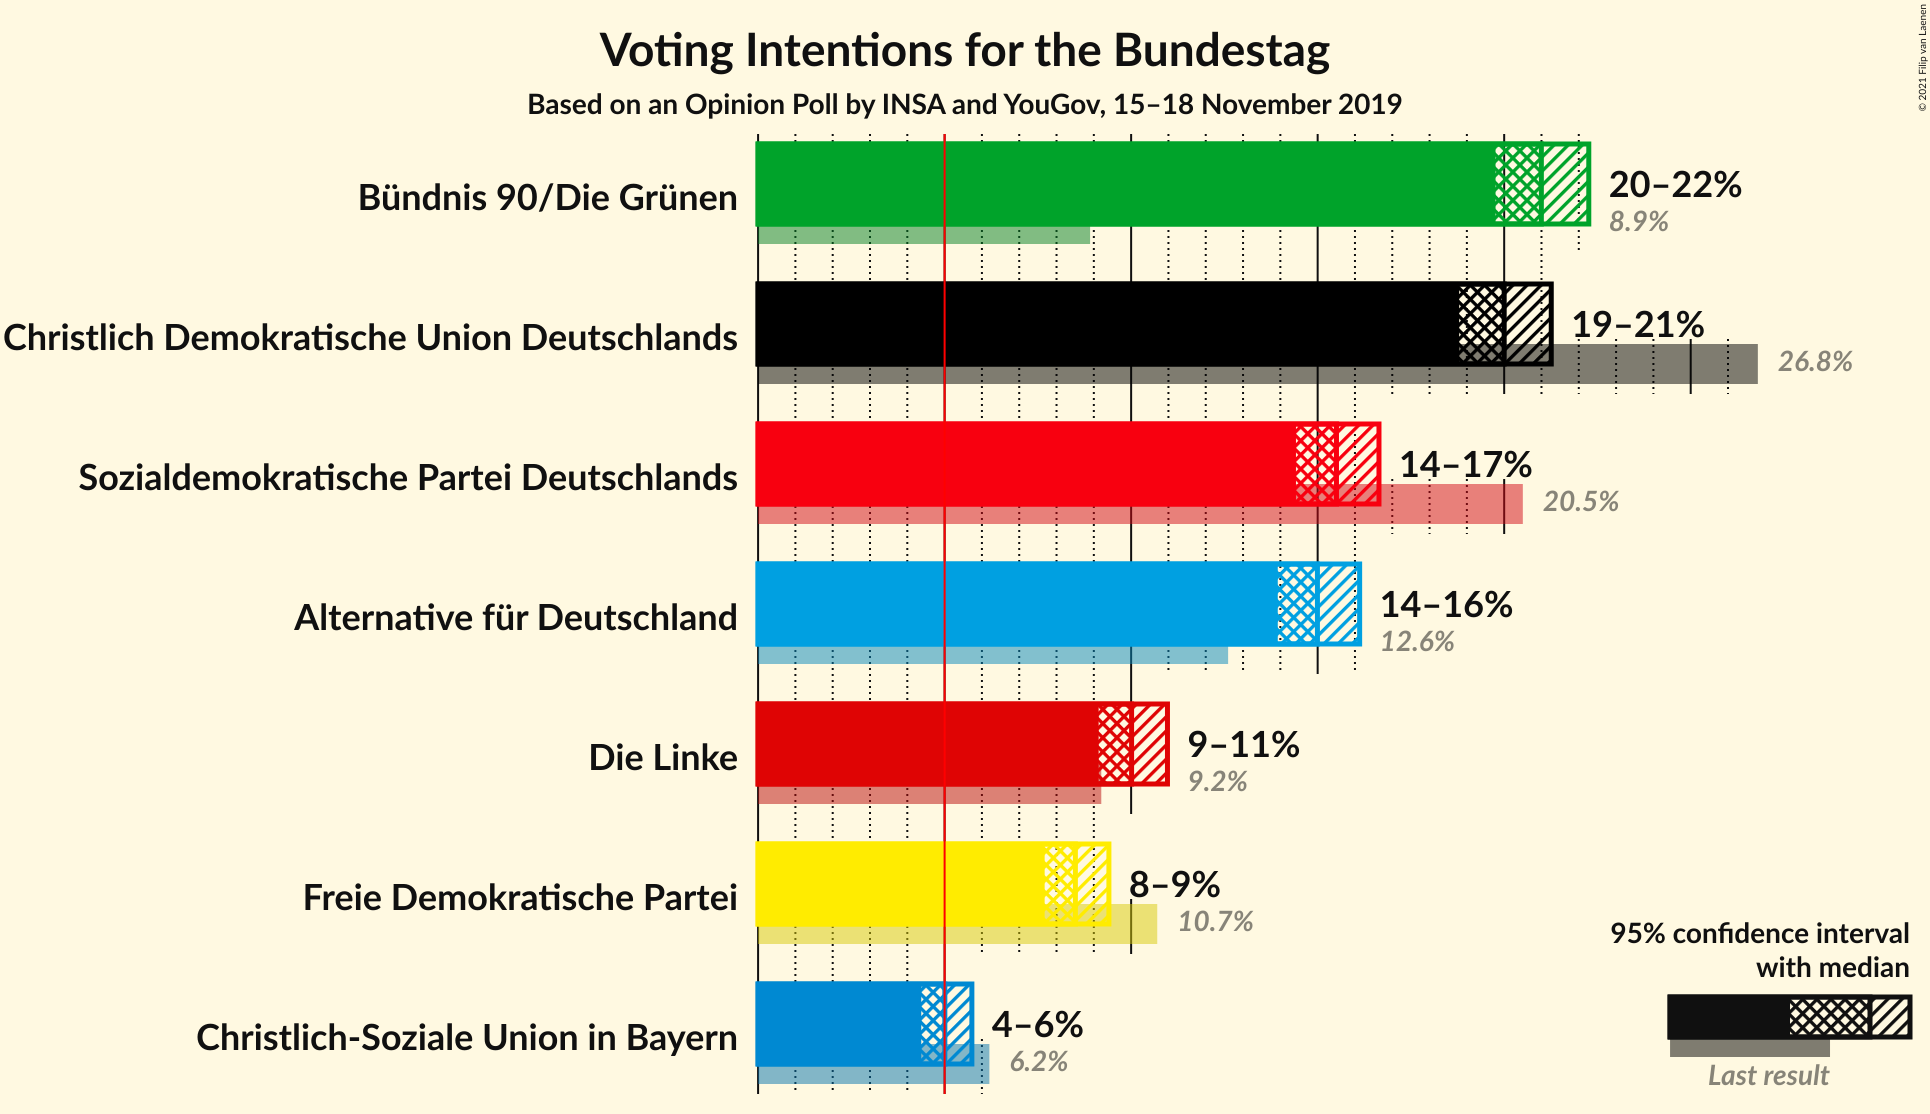 Voting Intentions for the Bundestag
Based on an Opinion Poll by INSA and YouGov, 15–18 November 2019
© 2021 Filip van Laenen
Bündnis 90/Die Grünen
20–22%
8.9%
Christlich Demokratische Union Deutschlands
19–21%
26.8%
Sozialdemokratische Partei Deutschlands
14–17%
20.5%
Alternative für Deutschland
14–16%
12.6%
Die Linke
9–11%
9.2%
Freie Demokratische Partei
8–9%
10.7%
Christlich-Soziale Union in Bayern
4–6%
6.2%
95% confidence interval
with median
Last result